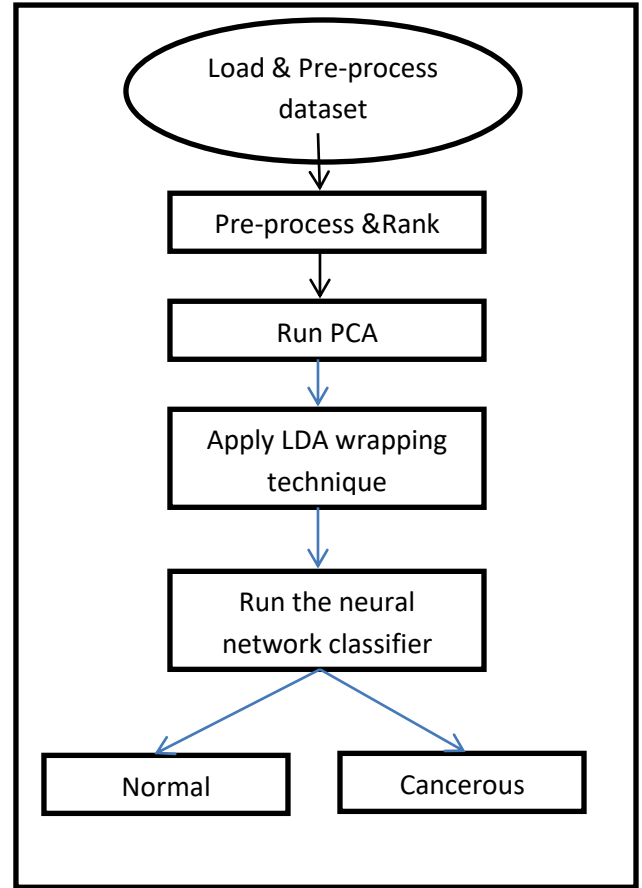 Load & Pre-process
dataset
Pre-process &Rank
Run PCA
Apply LDA wrapping
technique
Run the neural
network classifier
Normal
Cancerous